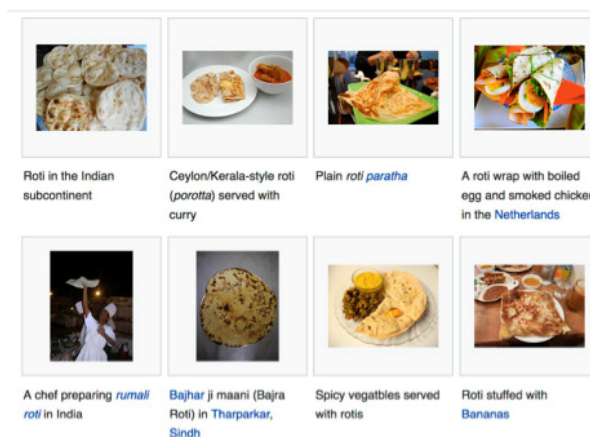 Roti in the Indian
subcontinent
Ceylon/Kerala-style roti
(porotta) served with
curry
Plain roti paratha
A roti wrap with boiled
egg and smoked chicken
in the Netherlands
A chef preparing rumali
roti in India
Bajhar ji maani (Bajra
Roti) in Tharparkar,
Sindh
Spicy vegatbles served
with rotis
Roti stuffed with
Bananas